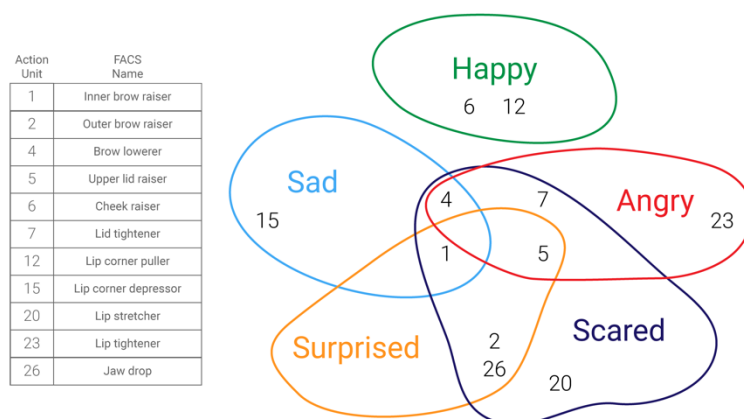 Action Unit FACS Name
1 Inner brow raiser
2 Outer brow raiser
4 Brow lowerer
5 Upper lid raiser
6 Cheek raiser
7 Lid tightener
12 Lip corner puller
15 Lip corner depressor
20 Lip stretcher
23 Lip tightener
26 Jaw drop
Happy
6 12
Sad
15
4 7
Angry
23
1 5
Surprised
2
26
Scared
20